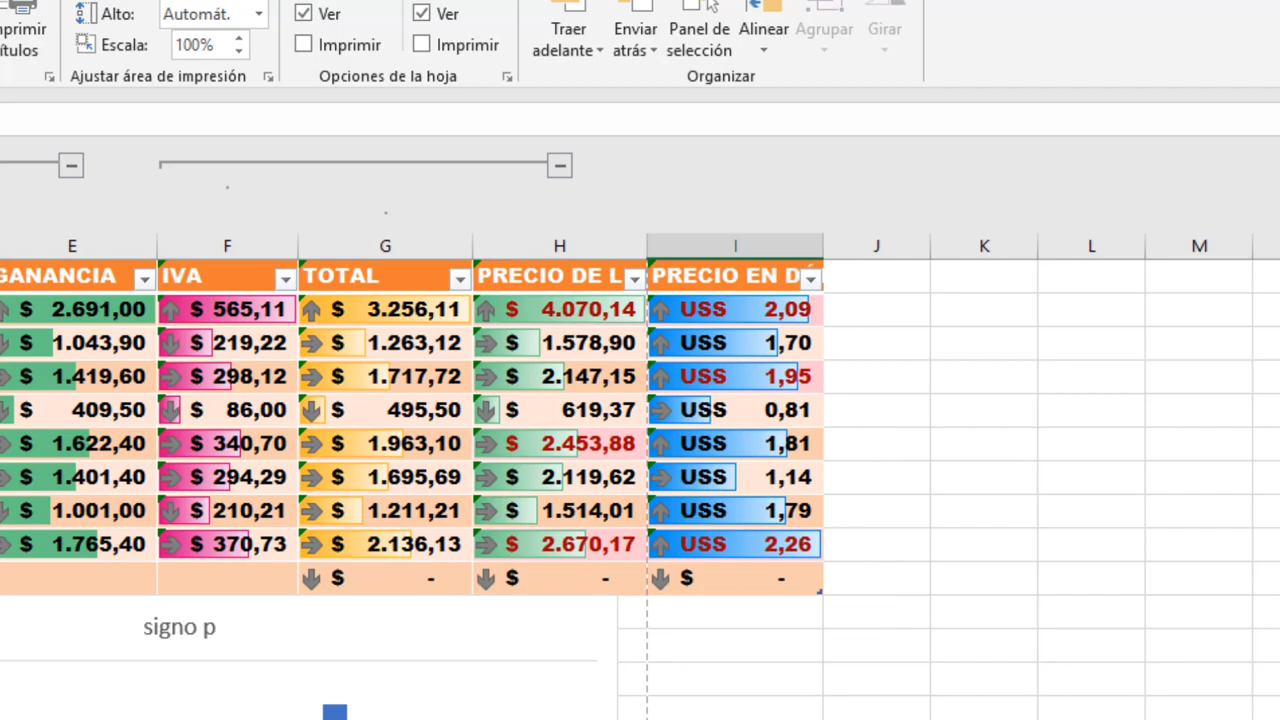 Alto: Automát. Ver Ver
Imprimir Imprimir
Escala: 100%
Traer adelante
Enviar atrás
Panel de selección
Alinear
Agrupar
Girar
Ajustar área de impresión Opciones de la hoja Organizar
E F G H I J K L M
GANANCIA IVA TOTAL PRECIO DE L PRECIO EN
$ 2.691,00 $ 565,11 $ 3.256,11 $ 4.070,14 US$ 2,09
$ 1.043,90 $ 219,22 $ 1.263,12 $ 1.578,90 US$ 1,70
$ 1.419,60 $ 298,12 $ 1.717,72 $ 2.147,15 US$ 1,95
$ 409,50 $ 86,00 $ 495,50 $ 619,37 US$ 0,81
$ 1.622,40 $ 340,70 $ 1.963,10 $ 2.453,88 US$ 1,81
$ 1.401,40 $ 294,29 $ 1.695,69 $ 2.119,62 US$ 1,14
$ 1.001,00 $ 210,21 $ 1.211,21 $ 1.514,01 US$ 1,79
$ 1.765,40 $ 370,73 $ 2.136,13 $ 2.670,17 US$ 2,26
$ - $ - $ -
signo p